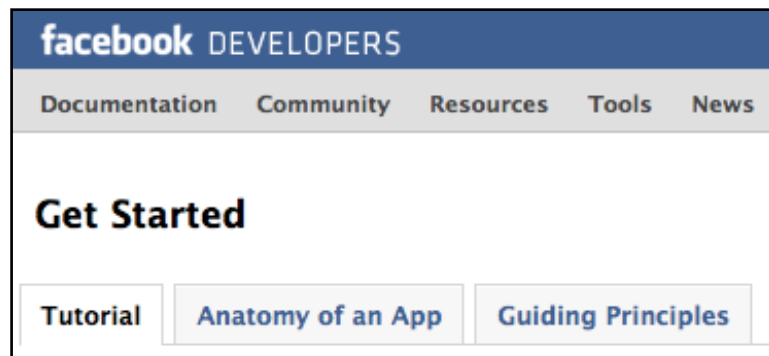 facebook DEVELOPERS
Documentation Community Resources Tools News
Get Started
Tutorial Anatomy of an App Guiding Principles